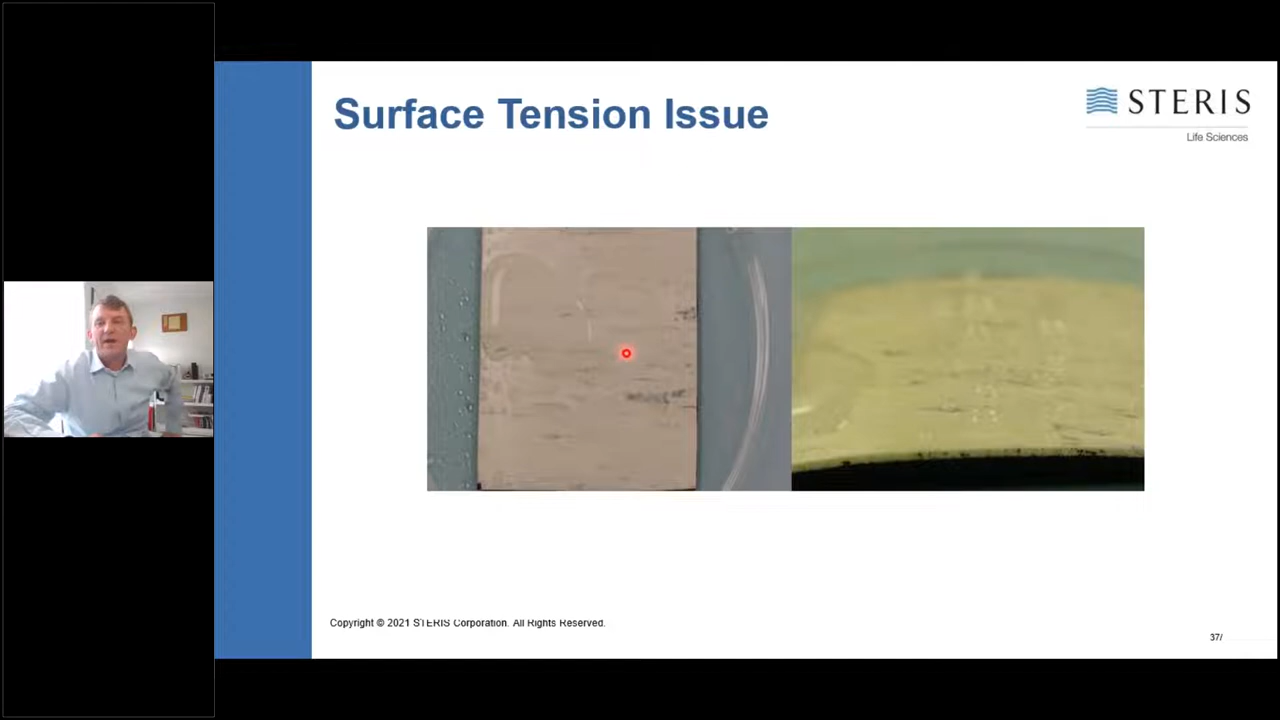 Surface Tension Issue
STERIS
Life Sciences
Copyright © 2021 STERIS Corporation. All Rights Reserved.
37/